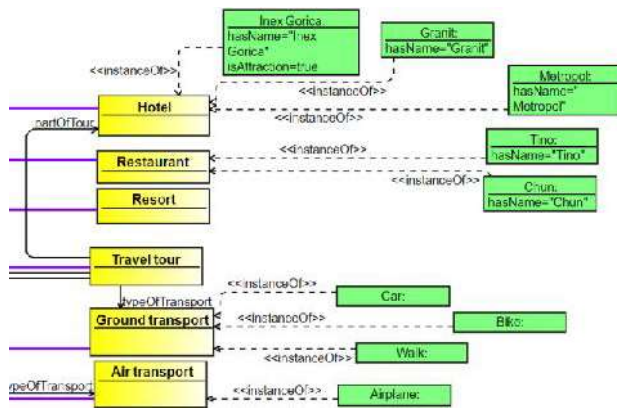 Inex Gorica:
hasName="Inex
Gorica"
isAttraction=true
Granit:
hasName="Granit"
Metropol:
hasName="
Metropol"
<<instanceOf>>
<<instanceOf>>
<<instanceOf>>
Hotel
partOfTour
Restaurant
<<instanceOf>>
Tino:
hasName="Tino"
<<instanceOf>>
Chun:
hasName="Chun"
Resort
Travel tour
typeOfTransport
Ground transport
<<instanceOf>>
Car:
<<instanceOf>>
Bike:
<<instanceOf>>
Walk:
Air transport
ypeOfTransport
<<instanceOf>>
Airplane: